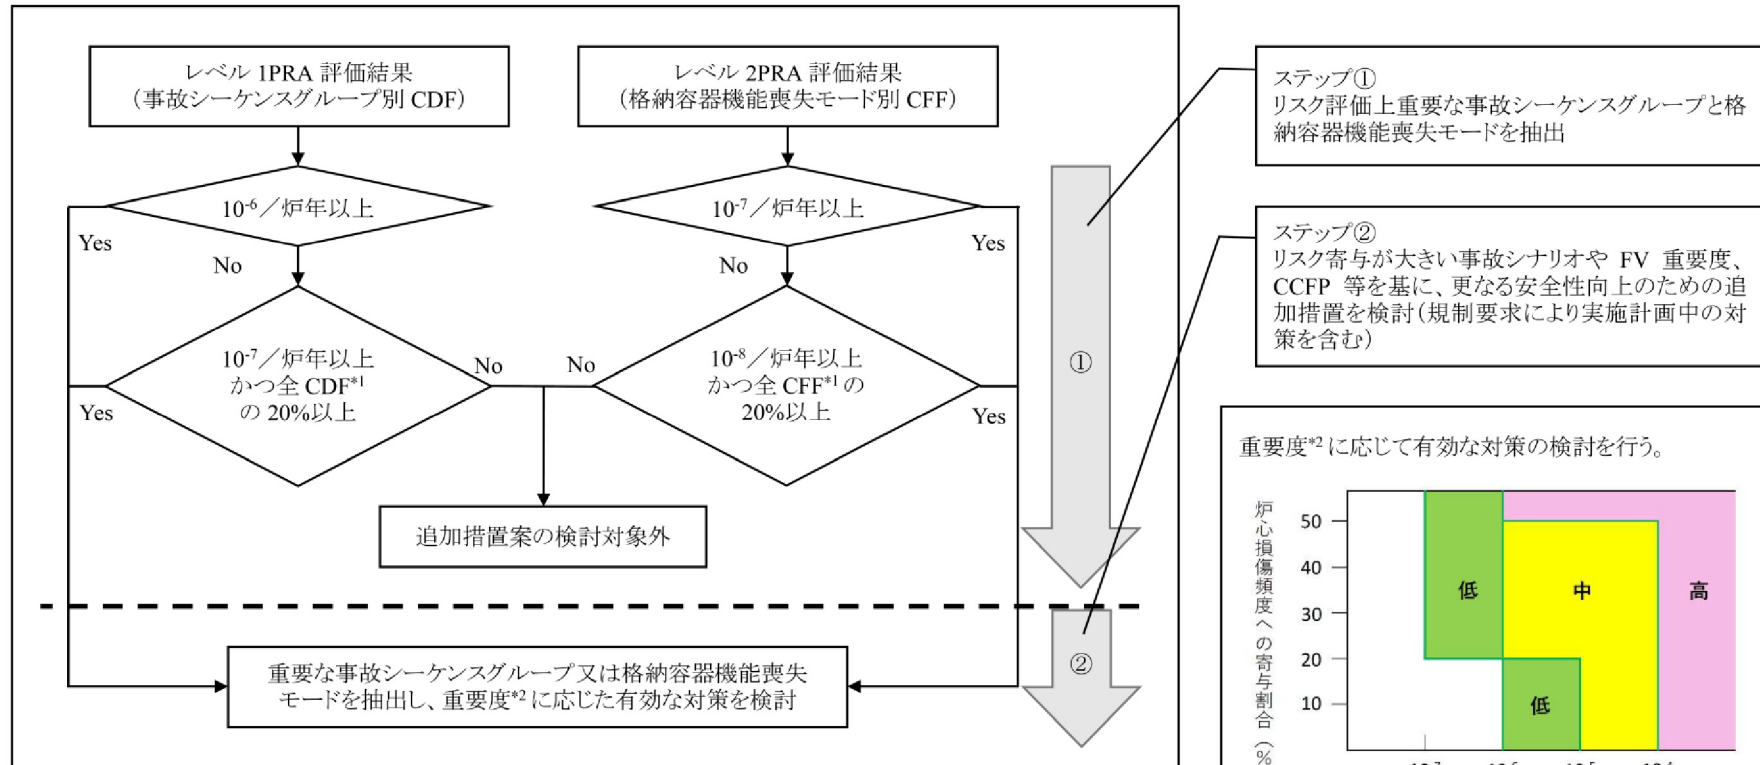 レベル 1PRA 評価結果
（事故シーケンスグループ別 CDF）
レベル 2PRA 評価結果
（格納容器機能喪失モード別 CFF）
10⁻⁶／炉年以上
Yes
No
10⁻⁷／炉年以上
Yes
No
10⁻⁷／炉年以上
かつ全 CDF*¹
の 20%以上
Yes
No
10⁻⁸／炉年以上
かつ全 CFF*¹ の
20%以上
No
Yes
追加措置案の検討対象外
重要な事故シーケンスグループ又は格納容器機能喪失
モードを抽出し、重要度*² に応じた有効な対策を検討
①
②
ステップ①
リスク評価上重要な事故シーケンスグループと格
納容器機能喪失モードを抽出
ステップ②
リスク寄与が大きい事故シナリオや FV 重要度、
CCFP 等を基に、更なる安全性向上のための追
加措置を検討（規制要求により実施計画中の対
策を含む）
重要度*² に応じて有効な対策の検討を行う。
炉心損傷頻度への寄与割合（%
50
40
30
20
10
低
中
高
低